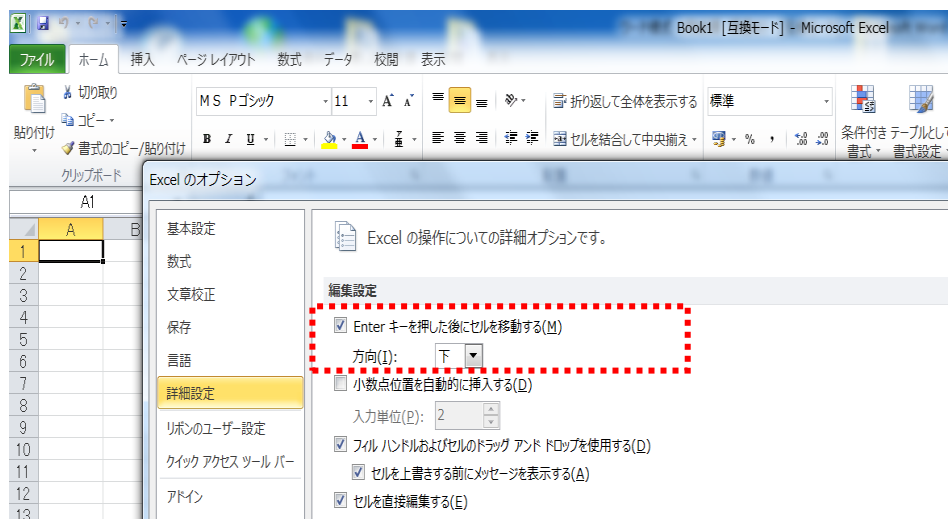 Book1 [互換モード] - Microsoft Excel
ファイル ホーム 挿入 ページ レイアウト 数式 データ 校閲 表示
切り取り
コピー
書式のコピー/貼り付け
貼り付け
クリップボード
MS Pゴシック 11
B I U
折り返して全体を表示する
セルを結合して中央揃え
標準
%
条件付き
書式
テーブルとし
書式設定
A1
A B
1
2
3
4
5
6
7
8
9
10
11
12
13
Excel のオプション
基本設定
数式
文章校正
保存
言語
詳細設定
リボンのユーザー設定
クイック アクセス ツール バー
アドイン
Excel の操作についての詳細オプションです。
編集設定
Enter キーを押した後にセルを移動する(M)
方向(I): 下
小数点位置を自動的に挿入する(D)
入力単位(P): 2
フィル ハンドルおよびセルのドラッグ アンド ドロップを使用する(D)
セルを上書きする前にメッセージを表示する(A)
セルを直接編集する(E)